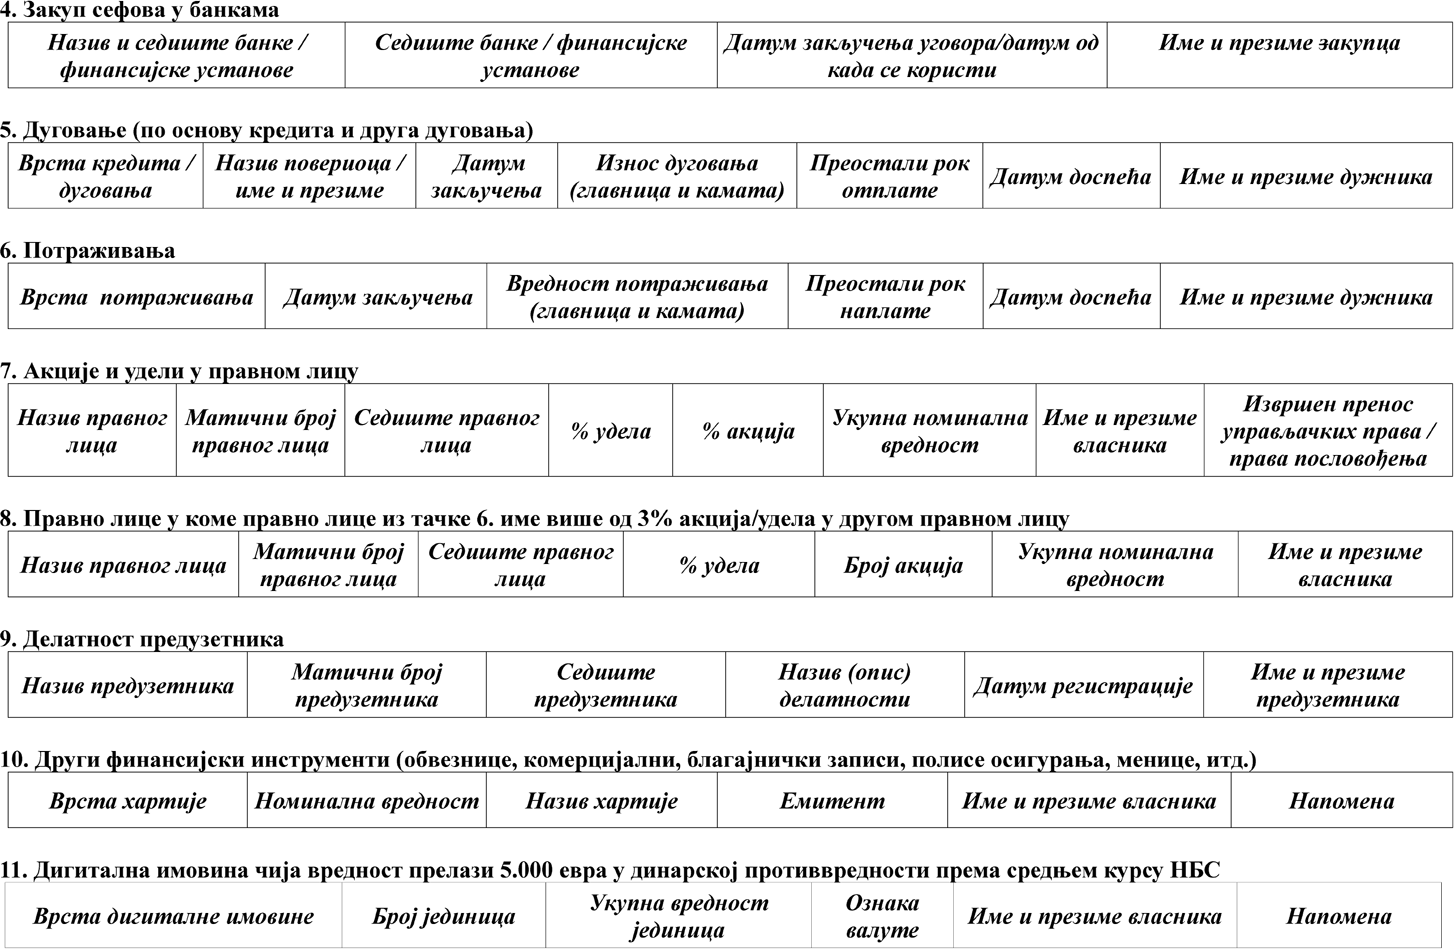 4. Закуп сефова у банкама
Назив и седиште банке / финансијске установе
Седиште банке / финансијске установе
Датум закључења уговора/датум од када се користи
Име и презиме закупца
5. Дуговање (по основу кредита и друга дуговања)
Врста кредита / дуговања
Назив повериоца / име и презиме
Датум закључења
Износ дуговања (главница и камата)
Преостали рок отплате
Датум доспећа
Име и презиме дужника
6. Потраживања
Врста потраживања
Датум закључења
Вредност потраживања (главница и камата)
Преостали рок наплате
Датум доспећа
Име и презиме дужника
7. Акције и удели у правном лицу
Назив правног лица
Матични број правног лица
Седиште правног лица
% удела
% акција
Укупна номинална вредност
Име и презиме власника
Извршен пренос управљачких права / права пословођења
8. Правно лице у коме правно лице из тачке 6. име више од 3% акција/удела у другом правном лицу
Назив правног лица
Матични број правног лица
Седиште правног лица
% удела
Број акција
Укупна номинална вредност
Име и презиме власника
9. Делатност предузетника
Назив предузетника
Матични број предузетника
Седиште предузетника
Назив (опис) делатности
Датум регистрације
Име и презиме предузетника
10. Други финансијски инструменти (обвезнице, комерцијални, благајнички записи, полисе осигурања, менице, итд.)
Врста хартије
Номинална вредност
Назив хартије
Емитент
Име и презиме власника
Напомена
11. Дигитална имовина чија вредност прелази 5.000 евра у динарској противвредности према средњем курсу НБС
Врста дигиталне имовине
Број јединица
Укупна вредност јединица
Ознака валуте
Име и презиме власника
Напомена